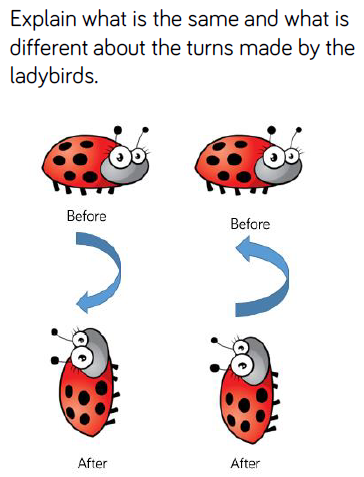 Explain what is the same and what is
different about the turns made by the
ladybirds.
Before
Before
After
After